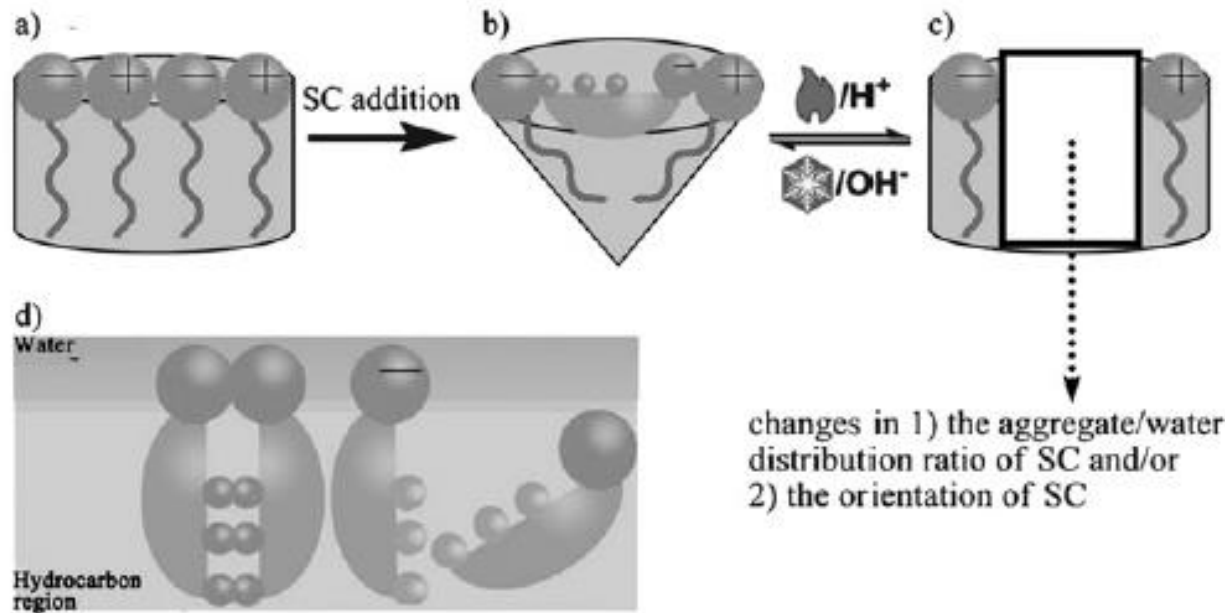 a)
b)
c)
SC addition
/H⁺
/OH⁻
− + − +
− − +
− +
d)
Water
−
Hydrocarbon
region
changes in 1) the aggregate/water
distribution ratio of SC and/or
2) the orientation of SC